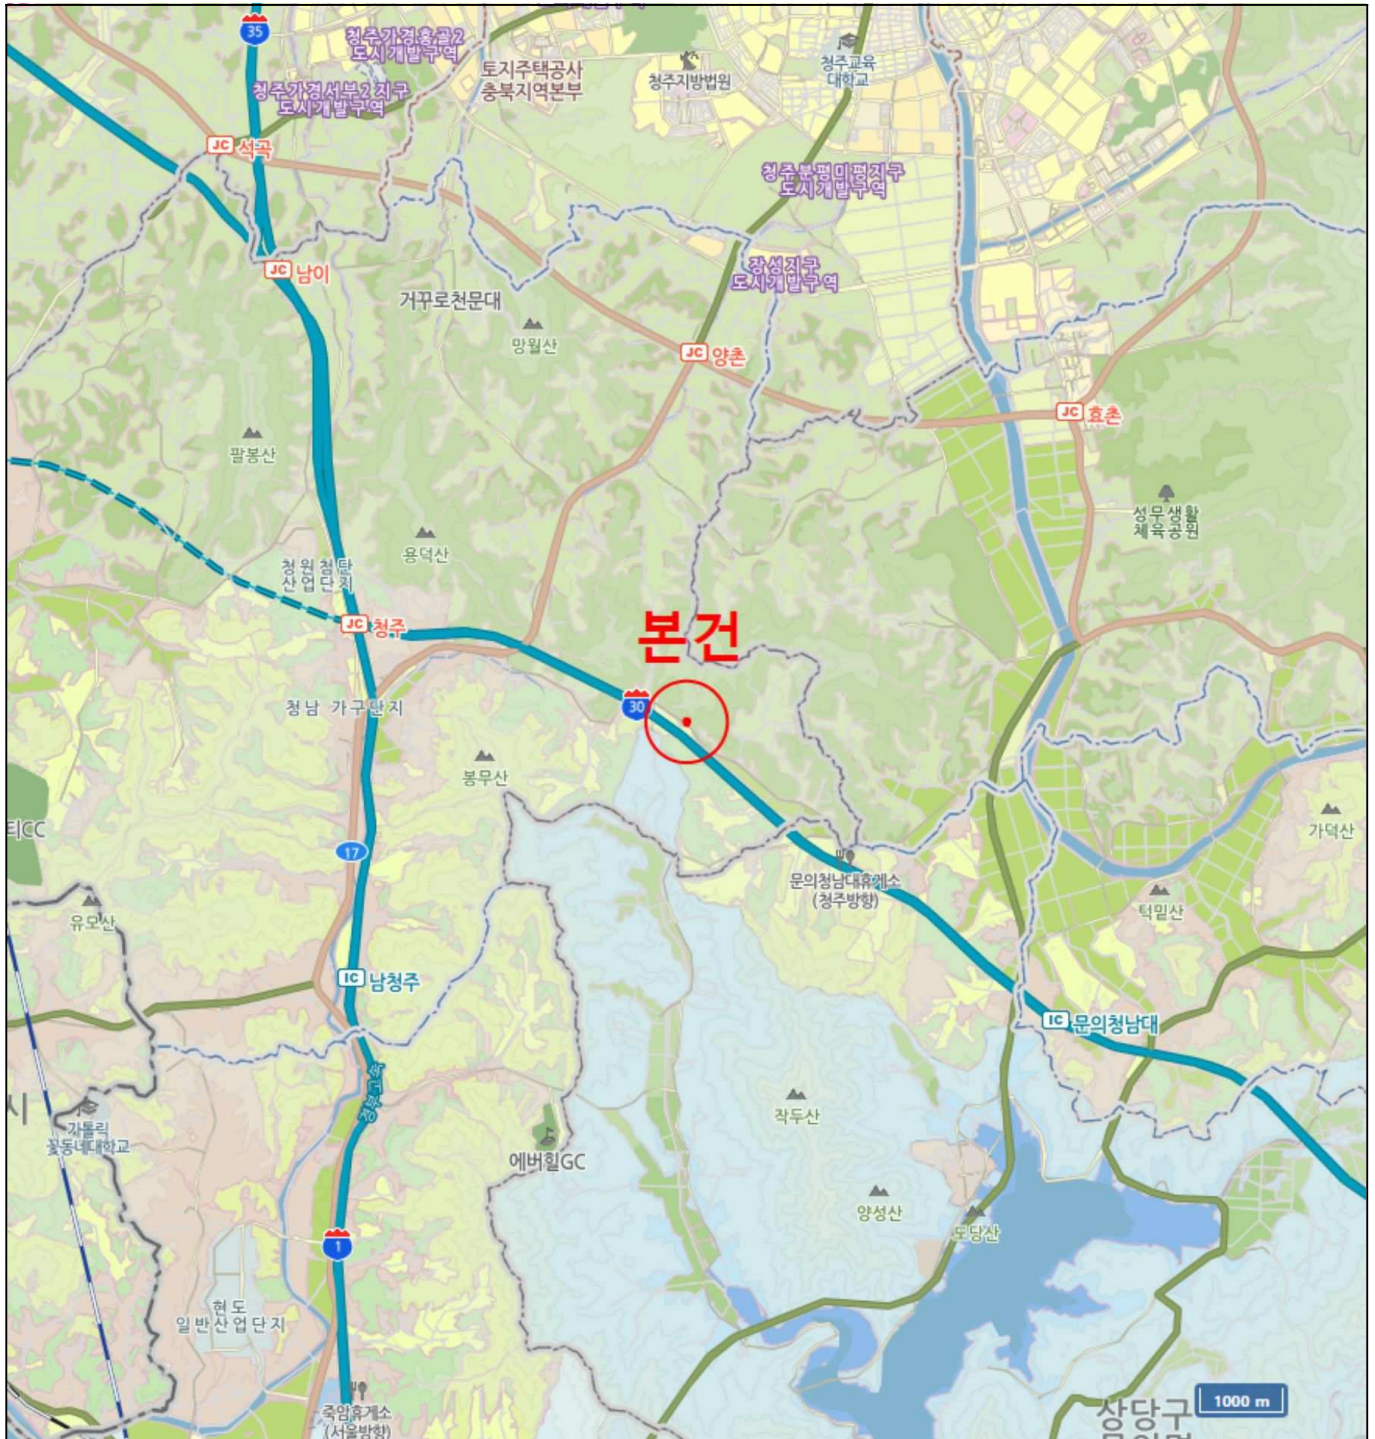 35
청주가경홍골2
도시개발구역
토지주택공사
충북지역본부
청주지방법원
청주교육
대학교
청주가경서부2지구
도시개발구역
JC 석곡
청주분평미평지구
도시개발구역
JC 남이
장성지구
도시개발구역
거꾸로천문대
망월산
JC 양촌
JC 효촌
팔봉산
성무생활
체육공원
용덕산
청원첨단
산업단지
JC 청주
본건
청남 가구단지
30
봉무산
티CC
가덕산
17
문의청남대휴게소
(청주방향)
턱밑산
유모산
IC 남청주
IC 문의청남대
경부고속
시
작두산
가톨릭
꽃동네대학교
에버힐GC
양성산
도당산
1
현도
일반산업단지
죽암휴게소
(서울방향)
상당구
1000 m